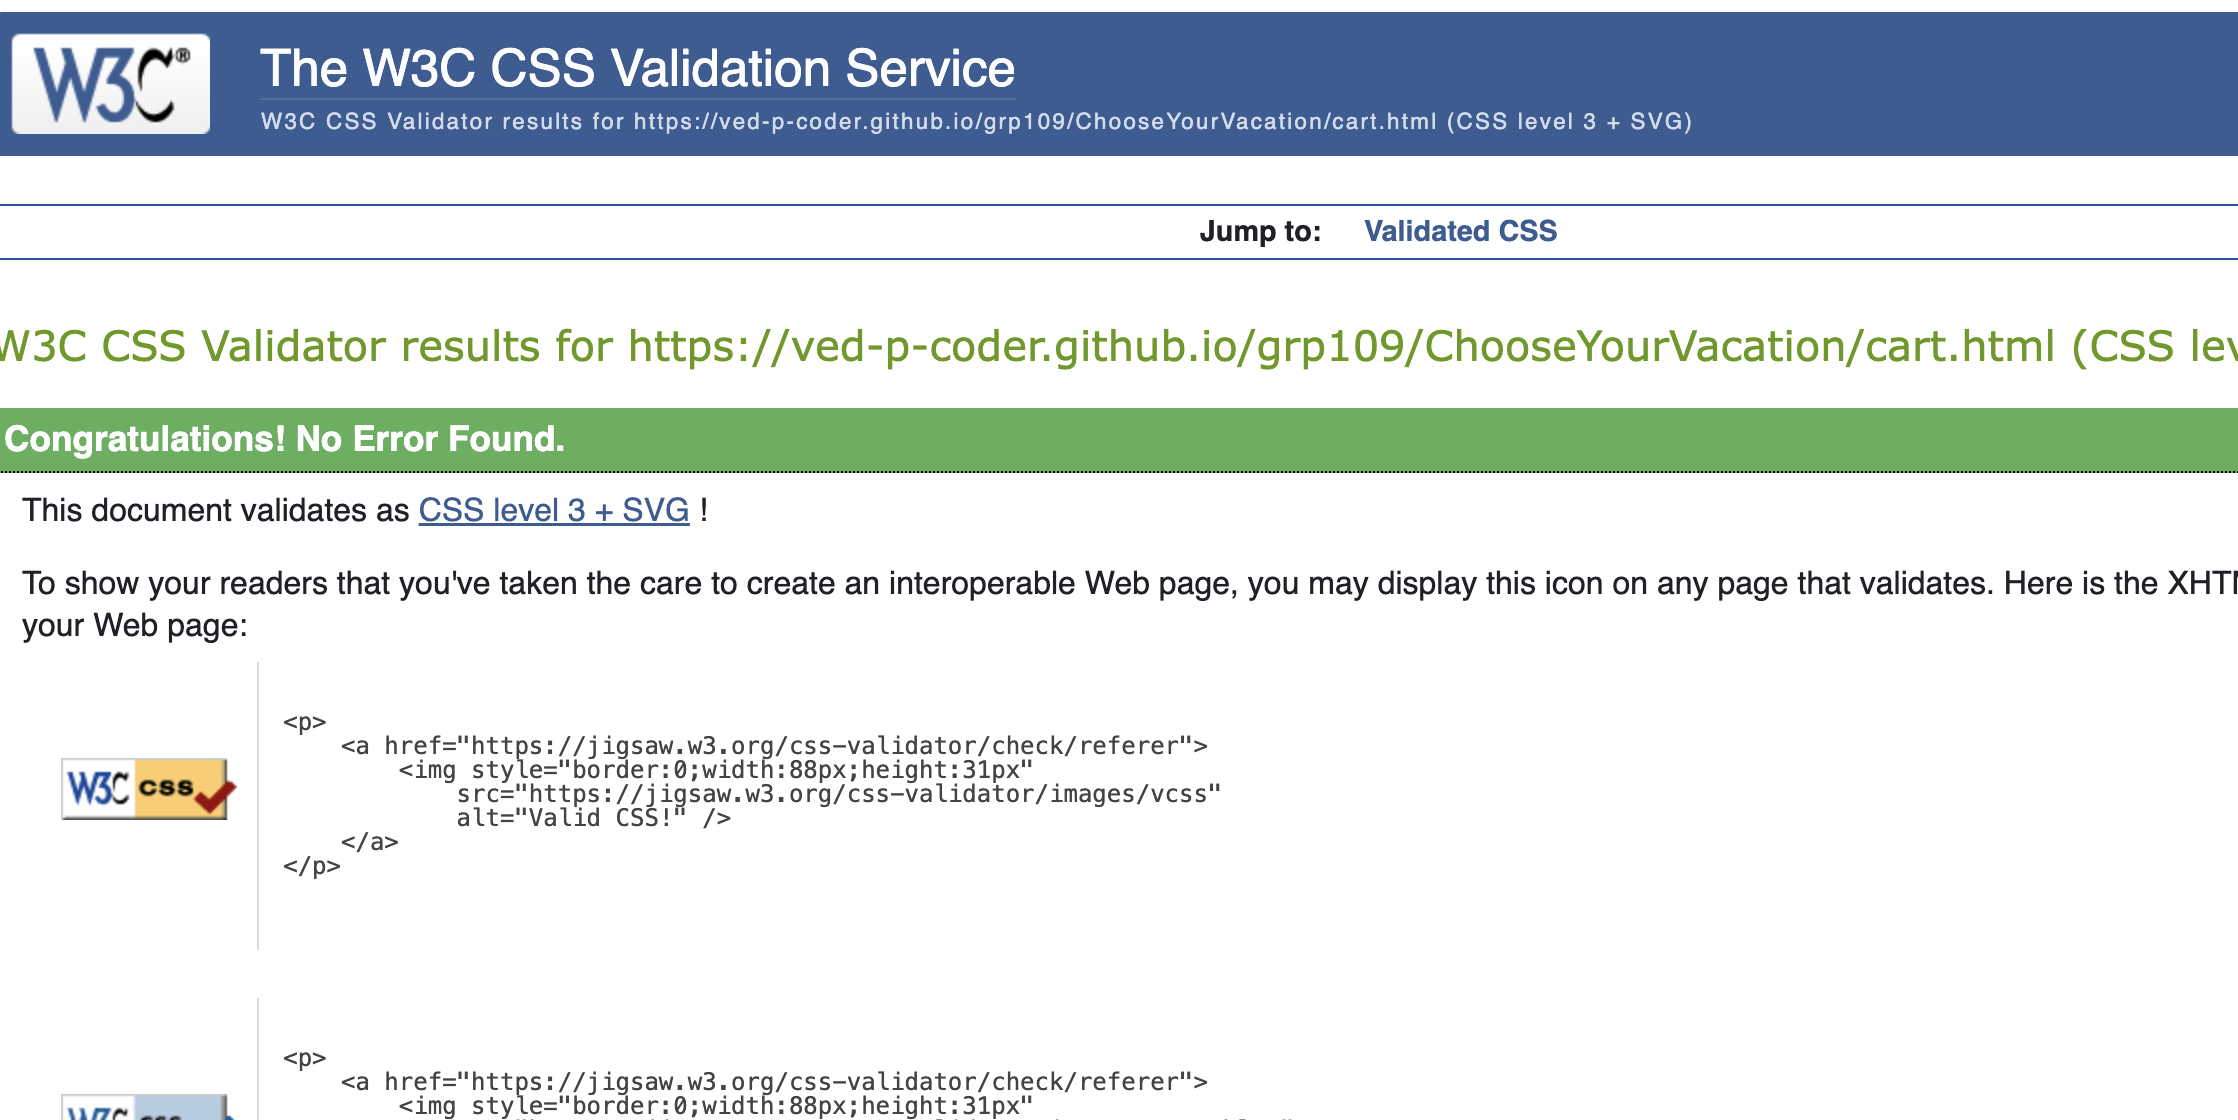 W3C®
The W3C CSS Validation Service
W3C CSS Validator results for https://ved-p-coder.github.io/grp109/ChooseYourVacation/cart.html (CSS level 3 + SVG)
Jump to: Validated CSS
W3C CSS Validator results for https://ved-p-coder.github.io/grp109/ChooseYourVacation/cart.html (CSS lev
Congratulations! No Error Found.
This document validates as CSS level 3 + SVG !
To show your readers that you've taken the care to create an interoperable Web page, you may display this icon on any page that validates. Here is the XHT
your Web page:
<p>
<a href="https://jigsaw.w3.org/css-validator/check/referer">
<img style="border:0;width:88px;height:31px"
src="https://jigsaw.w3.org/css-validator/images/vcss"
alt="Valid CSS!" />
</a>
</p>
W3C css
<p>
<a href="https://jigsaw.w3.org/css-validator/check/referer">
<img style="border:0;width:88px;height:31px"
W3C css